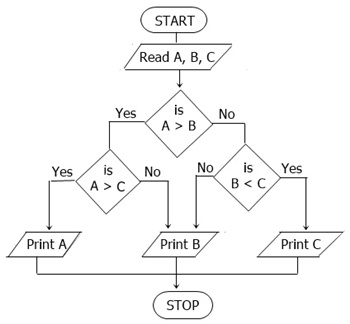 START
Read A, B, C
is
A > B
Yes
No
is
A > C
Yes
No
is
B < C
No
Yes
Print A
Print B
Print C
STOP